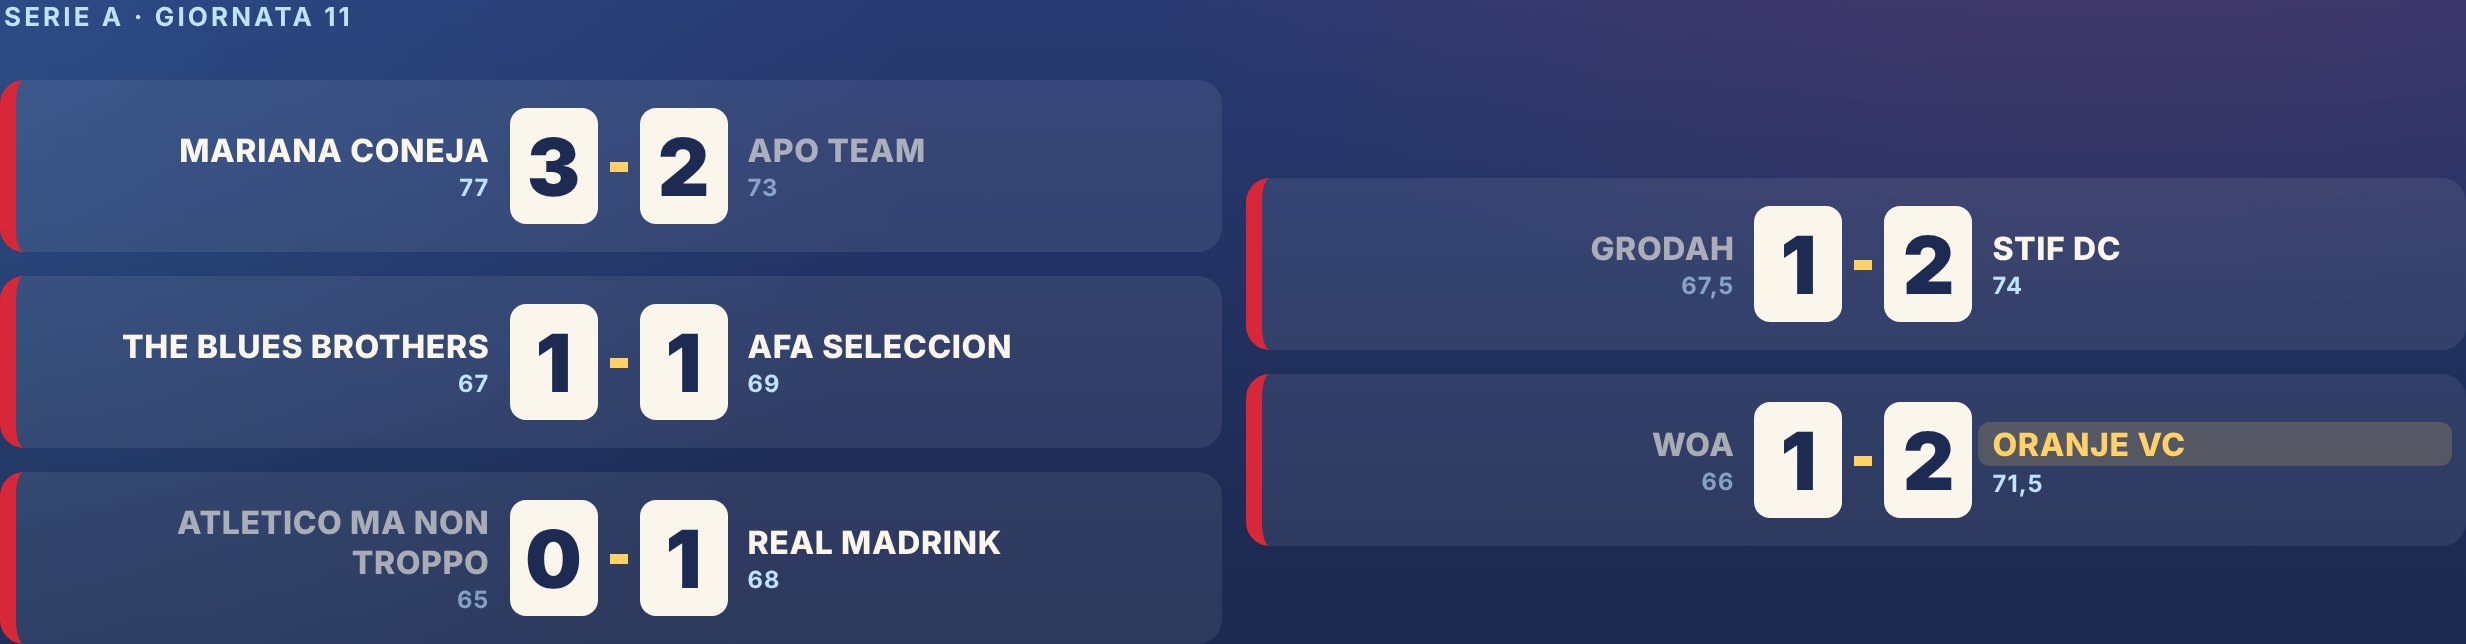 SERIE A · GIORNATA 11
MARIANA CONEJA 3 - 2 APO TEAM
77 73
THE BLUES BROTHERS 1 - 1 AFA SELECCION
67 69
ATLETICO MA NON
TROPPO 0 - 1 REAL MADRINK
65 68
GRODAH 1 - 2 STIF DC
67,5 74
WOA 1 - 2 ORANJE VC
66 71,5